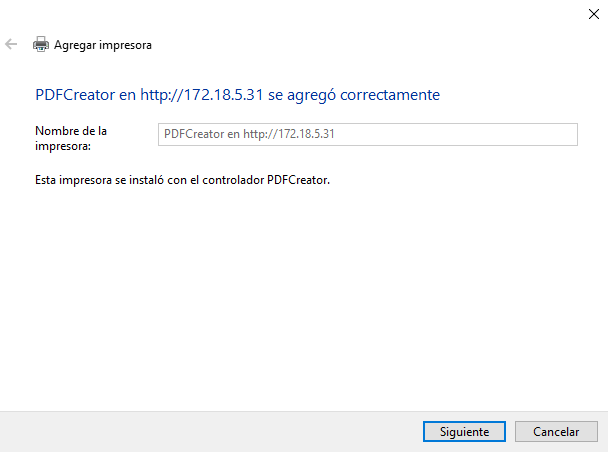 Agregar impresora
PDFCreator en http://172.18.5.31 se agregó correctamente
Nombre de la
impresora:
PDFCreator en http://172.18.5.31
Esta impresora se instaló con el controlador PDFCreator.
Siguiente
Cancelar